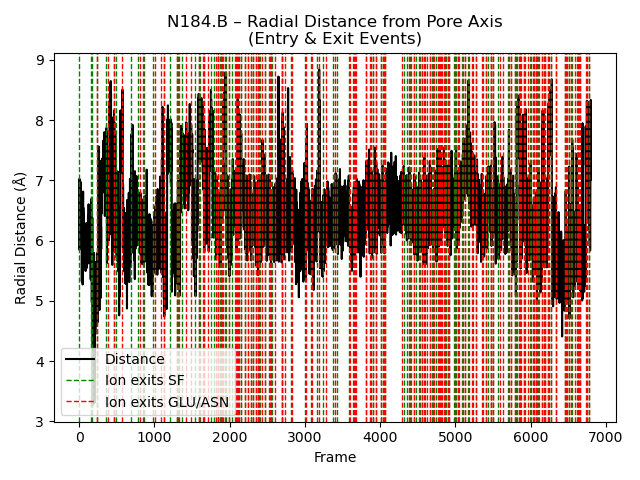 N184.B – Radial Distance from Pore Axis
(Entry & Exit Events)
9
8
7
6
5
4
3
Radial Distance (Å)
Distance
Ion exits SF
Ion exits GLU/ASN
0
1000
2000
3000
4000
5000
6000
7000
Frame